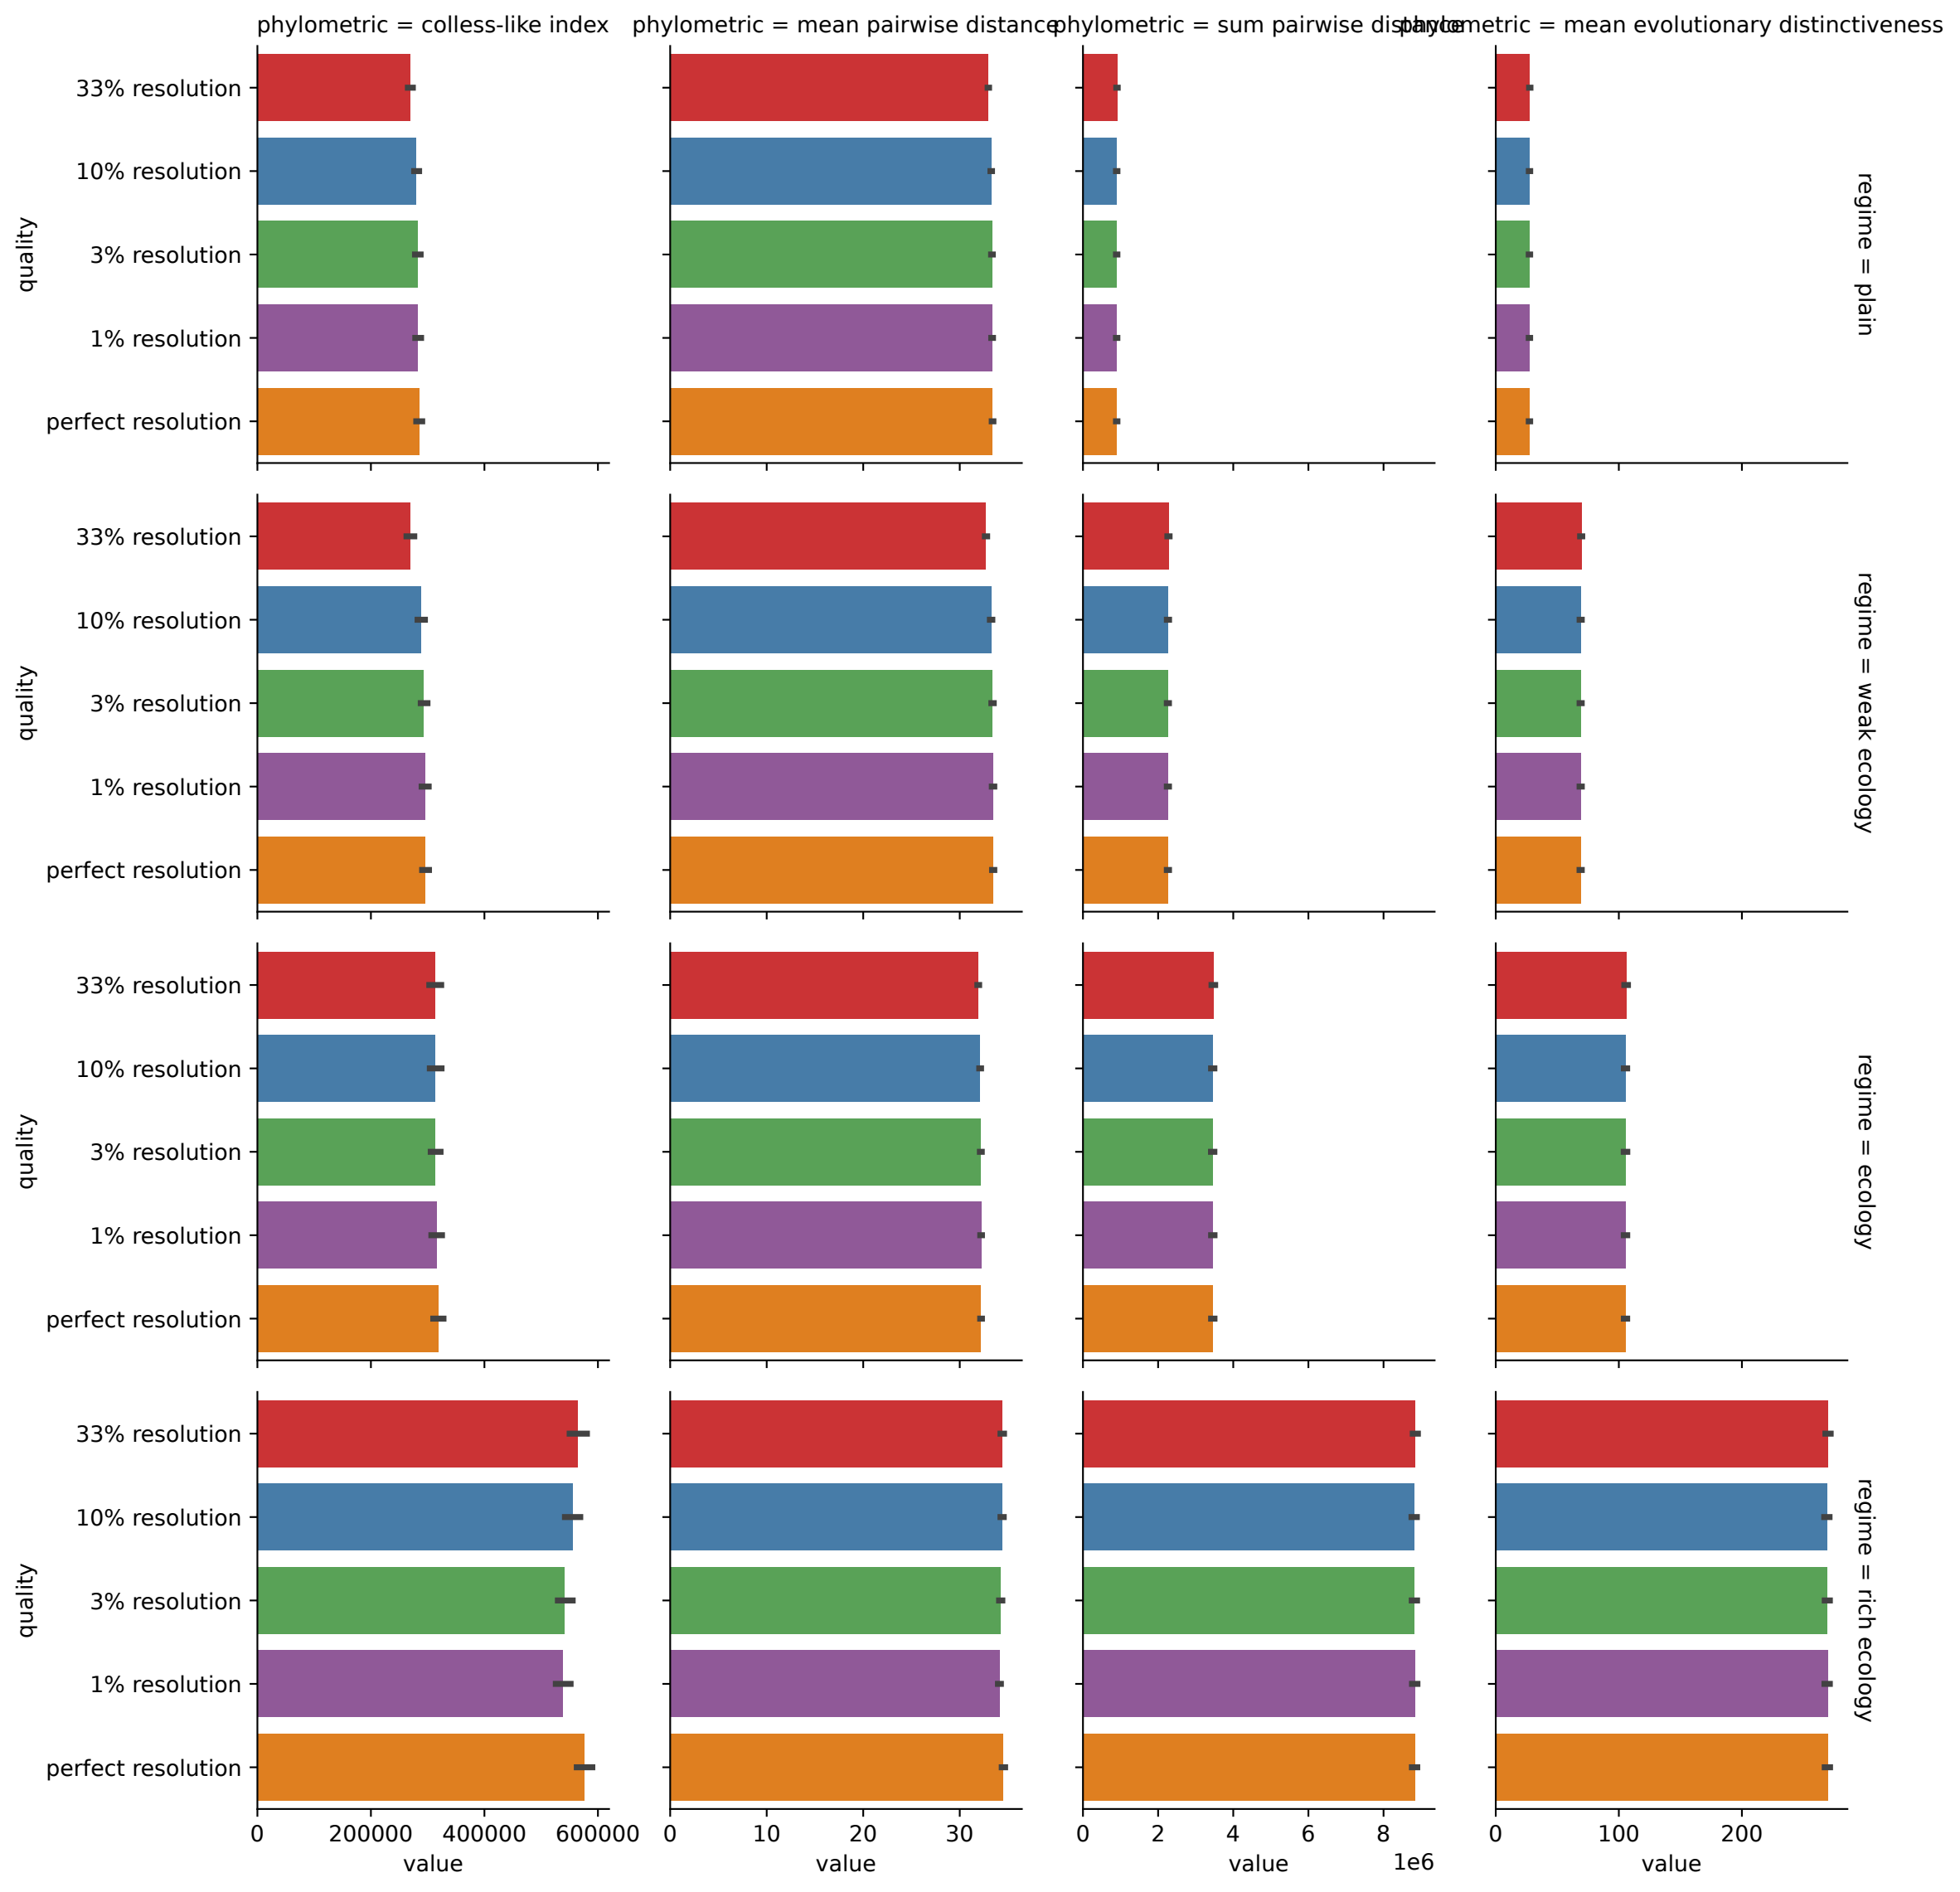 phylometric = colless-like index
phylometric = mean pairwise distance
phylometric = sum pairwise distance
phylometric = mean evolutionary distinctiveness
quality
33% resolution
10% resolution
3% resolution
1% resolution
perfect resolution
regime = plain
quality
33% resolution
10% resolution
3% resolution
1% resolution
perfect resolution
regime = weak ecology
quality
33% resolution
10% resolution
3% resolution
1% resolution
perfect resolution
regime = ecology
quality
33% resolution
10% resolution
3% resolution
1% resolution
perfect resolution
regime = rich ecology
0 200000 400000 600000
value
0 10 20 30
value
0 2 4 6 8
1e6
value
0 100 200
value